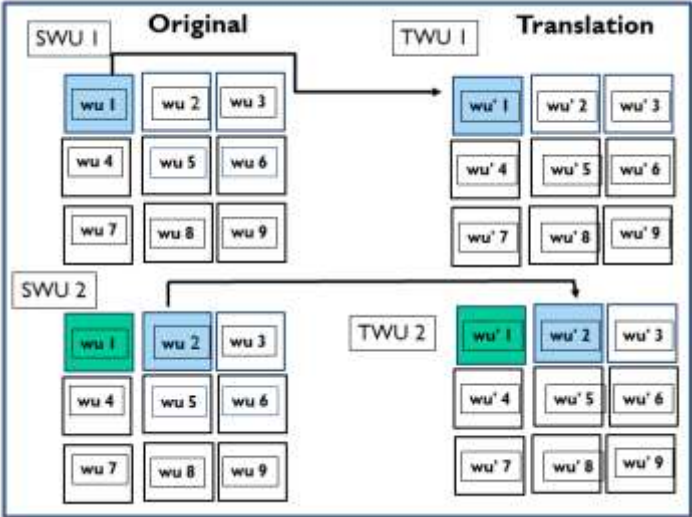 Original
Translation
SWU 1
TWU 1
wu 1 wu 2 wu 3
wu' 1 wu' 2 wu' 3
wu 4 wu 5 wu 6
wu' 4 wu' 5 wu' 6
wu 7 wu 8 wu 9
wu' 7 wu' 8 wu' 9
SWU 2
TWU 2
wu 1 wu 2 wu 3
wu' 1 wu' 2 wu' 3
wu 4 wu 5 wu 6
wu' 4 wu' 5 wu' 6
wu 7 wu 8 wu 9
wu' 7 wu' 8 wu' 9